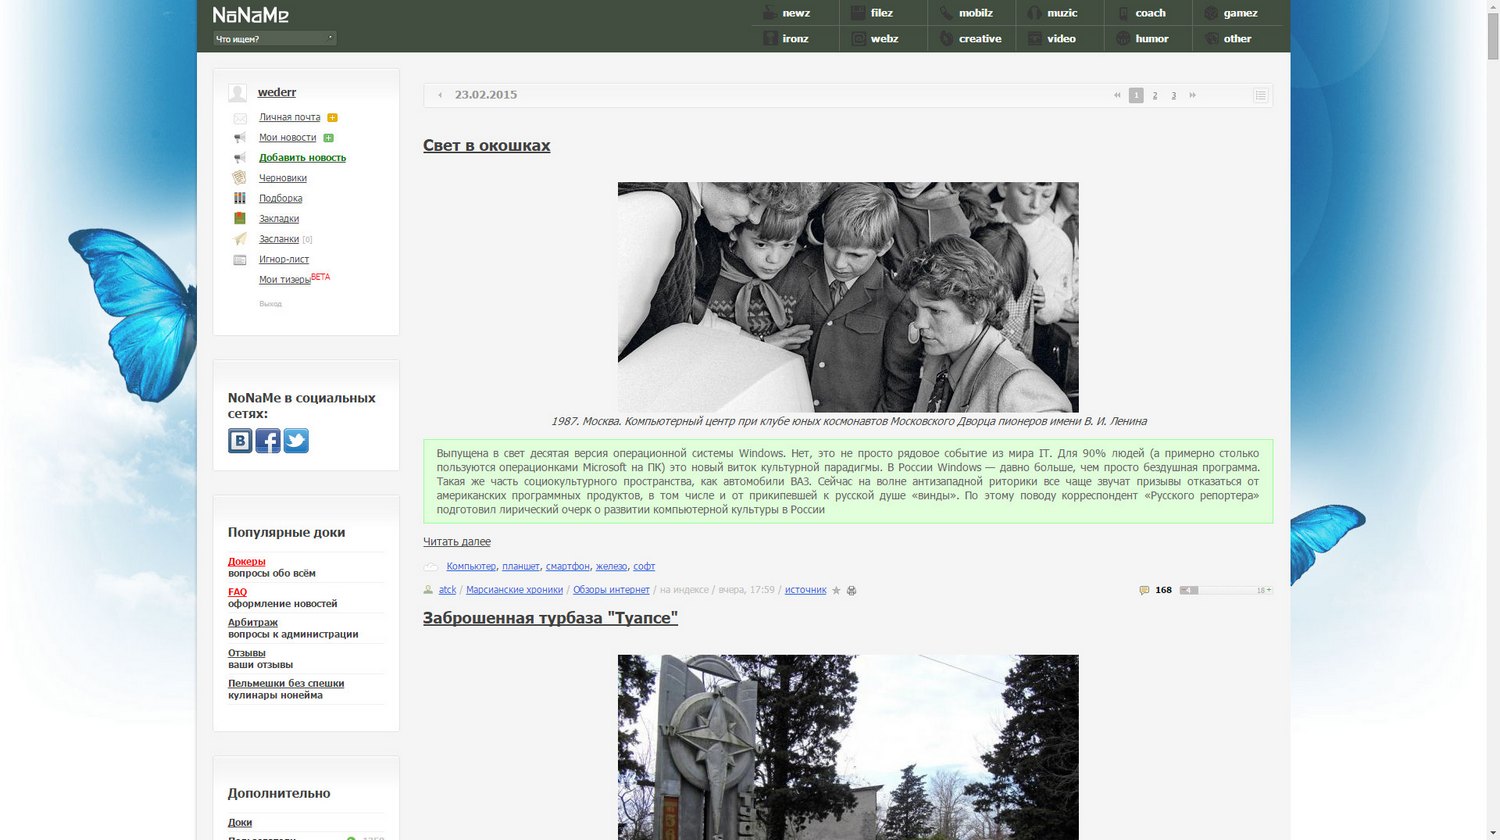 NoNaMe
Что ищем?
newz
filez
mobilz
muzic
coach
gamez
ironz
webz
creative
video
humor
other
wederr
Личная почта
Мои новости
Добавить новость
Черновики
Подборка
Закладки
Засланки [0]
Игнор-лист
Мои тизеры BETA
Выход
NoNaMe в социальных
сетях:
Популярные доки
Докеры
вопросы обо всём
FAQ
оформление новостей
Арбитраж
вопросы к администрации
Отзывы
ваши отзывы
Пельмешки без спешки
кулинары нонейма
Дополнительно
Доки
23.02.2015
1 2 3
Свет в окошках
1987. Москва. Компьютерный центр при клубе юных космонавтов Московского Дворца пионеров имени В. И. Ленина
Выпущена в свет десятая версия операционной системы Windows. Нет, это не просто рядовое событие из мира IT. Для 90% людей (а примерно столько
пользуются операционками Microsoft на ПК) это новый виток культурной парадигмы. В России Windows — давно больше, чем просто бездушная программа.
Такая же часть социокультурного пространства, как автомобили ВАЗ. Сейчас на волне антизападной риторики все чаще звучат призывы отказаться от
американских программных продуктов, в том числе и от прикипевшей к русской душе «винды». По этому поводу корреспондент «Русского репортера»
подготовил лирический очерк о развитии компьютерной культуры в России
Читать далее
Компьютер, планшет, смартфон, железо, софт
atck / Марсианские хроники / Обзоры интернет / на индексе / вчера, 17:59 / источник
168
18 +
Заброшенная турбаза "Туапсе"